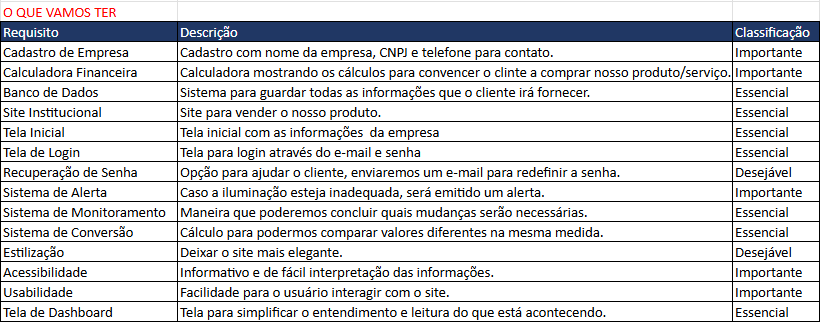 O QUE VAMOS TER
Requisito Descrição Classificação
Cadastro de Empresa Cadastro com nome da empresa, CNPJ e telefone para contato. Importante
Calculadora Financeira Calculadora mostrando os cálculos para convencer o clinte a comprar nosso produto/serviço. Importante
Banco de Dados Sistema para guardar todas as informações que o cliente irá fornecer. Essencial
Site Institucional Site para vender o nosso produto. Essencial
Tela Inicial Tela inicial com as informações da empresa Essencial
Tela de Login Tela para login através do e-mail e senha Essencial
Recuperação de Senha Opção para ajudar o cliente, enviaremos um e-mail para redefinir a senha. Desejável
Sistema de Alerta Caso a iluminação esteja inadequada, será emitido um alerta. Importante
Sistema de Monitoramento Maneira que poderemos concluir quais mudanças serão necessárias. Essencial
Sistema de Conversão Cálculo para podermos comparar valores diferentes na mesma medida. Essencial
Estilização Deixar o site mais elegante. Desejável
Acessibilidade Informativo e de fácil interpretação das informações. Importante
Usabilidade Facilidade para o usuário interagir com o site. Importante
Tela de Dashboard Tela para simplificar o entendimento e leitura do que está acontecendo. Essencial